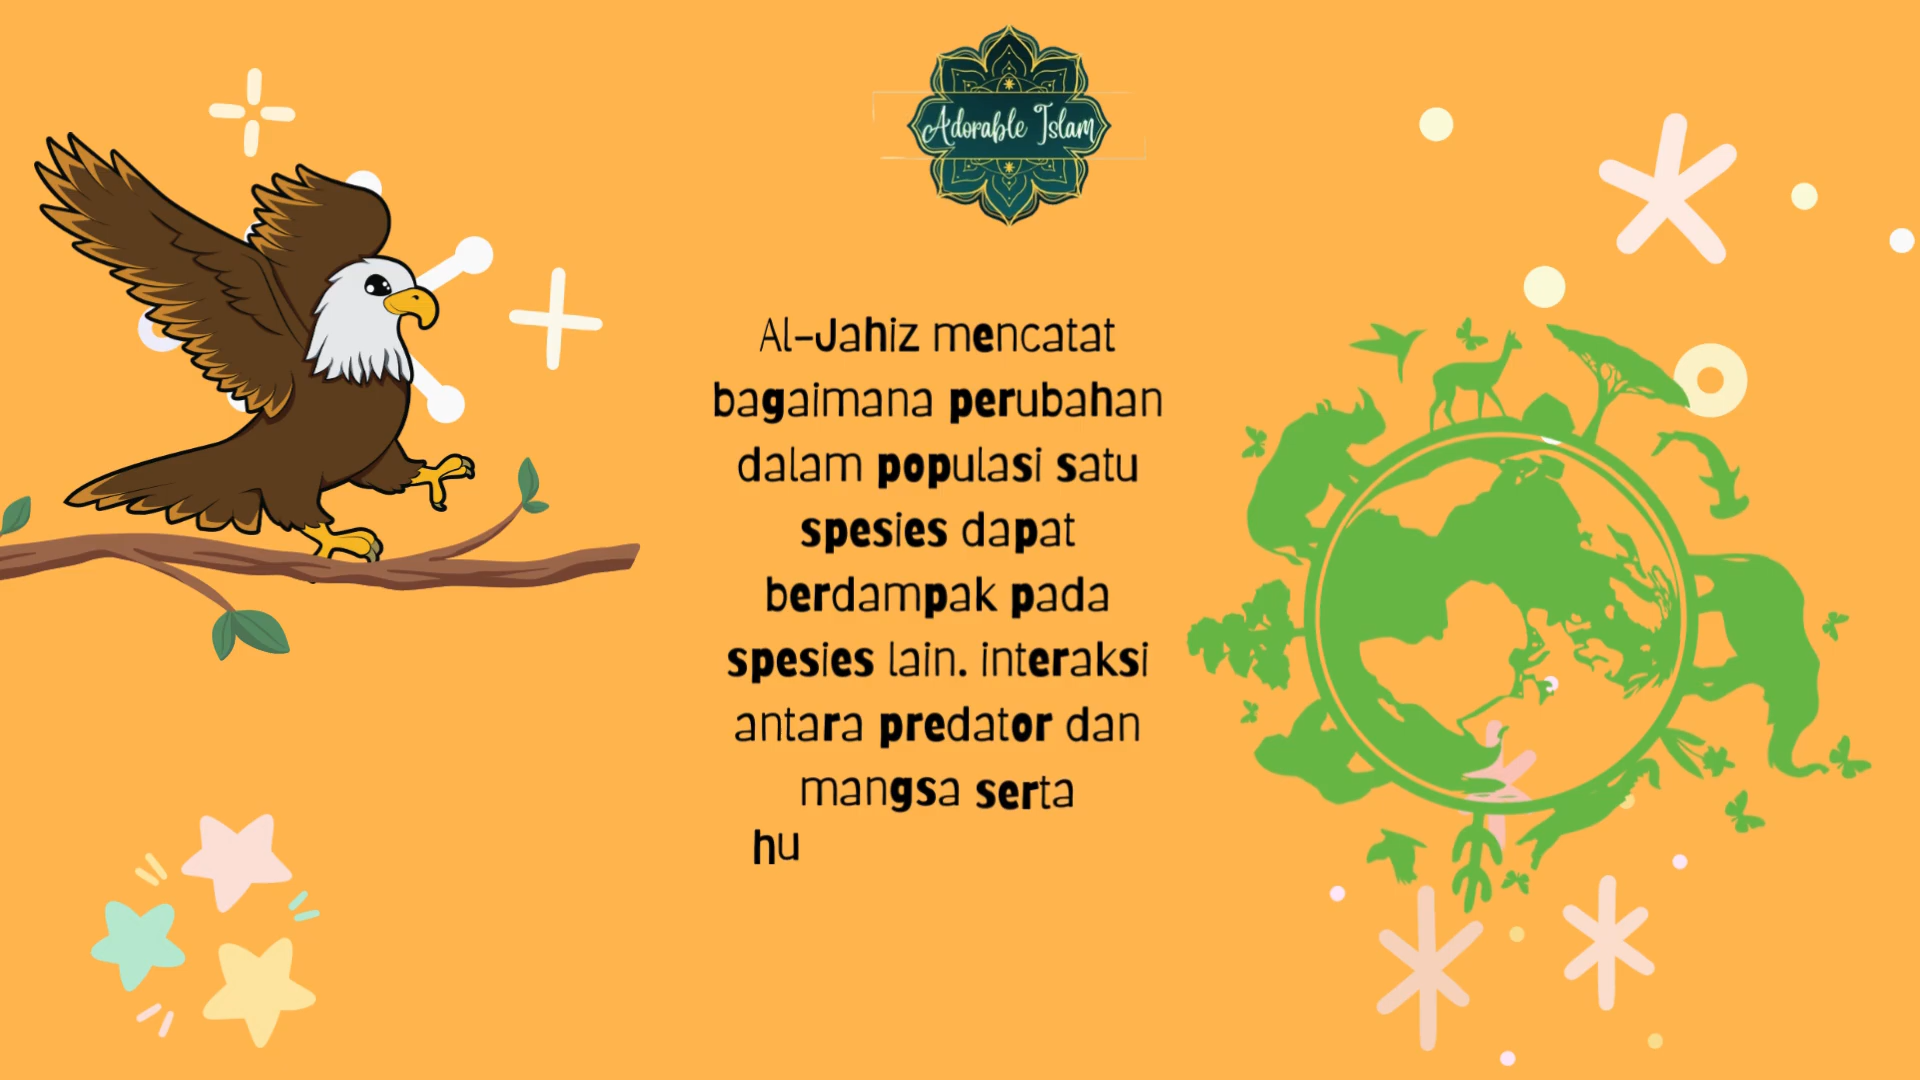 Adorable Islam
Al-Jahiz mencatat
bagaimana perubahan
dalam populasi satu
spesies dapat
berdampak pada
spesies lain. interaksi
antara predator dan
mangsa serta
hu